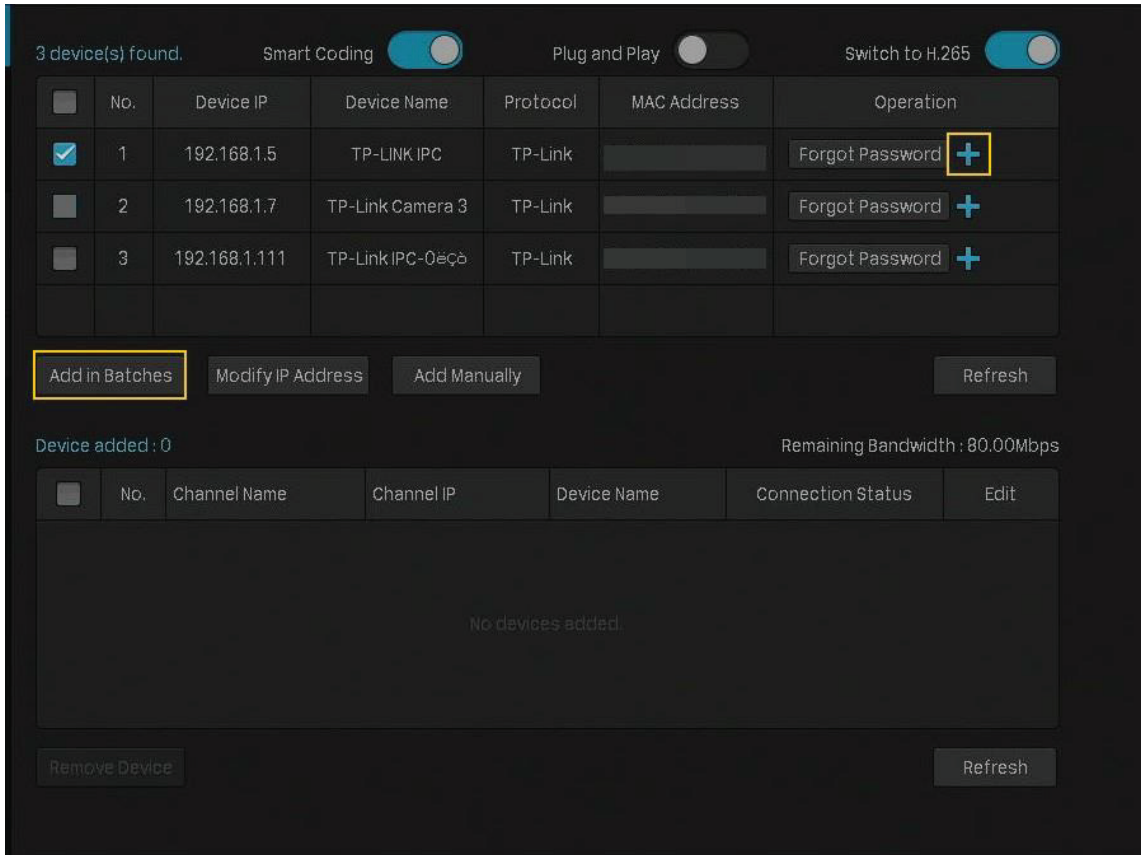 3 device(s) found. Smart Coding Plug and Play Switch to H.265
No. Device IP Device Name Protocol MAC Address Operation
1 192.168.1.5 TP-LINK IPC TP-Link Forgot Password
2 192.168.1.7 TP-Link Camera 3 TP-Link Forgot Password
3 192.168.1.111 TP-Link IPC-0ëçò TP-Link Forgot Password
Add in Batches Modify IP Address Add Manually Refresh
Device added : 0 Remaining Bandwidth : 80.00Mbps
No. Channel Name Channel IP Device Name Connection Status Edit
No devices added.
Remove Device Refresh